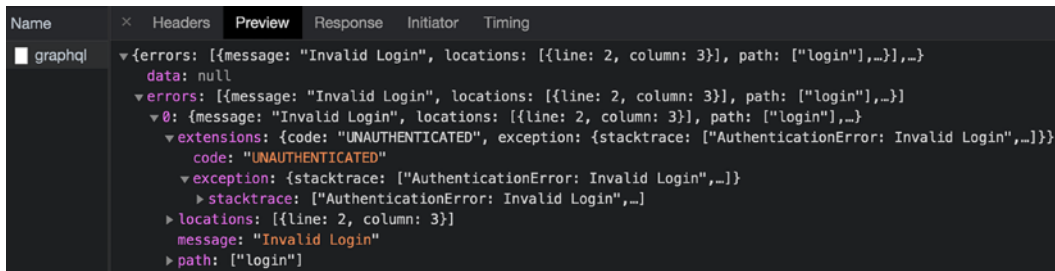 Name × Headers Preview Response Initiator Timing
graphql ▼{errors: [{message: "Invalid Login", locations: [{line: 2, column: 3}], path: ["login"],…}],…}
data: null
▼errors: [{message: "Invalid Login", locations: [{line: 2, column: 3}], path: ["login"],…}]
▼0: {message: "Invalid Login", locations: [{line: 2, column: 3}], path: ["login"],…}
▼extensions: {code: "UNAUTHENTICATED", exception: {stacktrace: ["AuthenticationError: Invalid Login",…]}}
code: "UNAUTHENTICATED"
▼exception: {stacktrace: ["AuthenticationError: Invalid Login",…]}
▶stacktrace: ["AuthenticationError: Invalid Login",…]
▶locations: [{line: 2, column: 3}]
message: "Invalid Login"
▶path: ["login"]